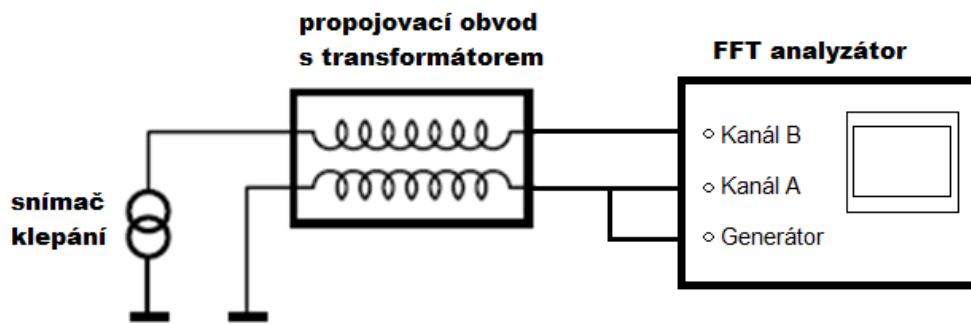 propojovací obvod
s transformátorem
FFT analyzátor
Kanál B
Kanál A
Generátor
snímač
klepání